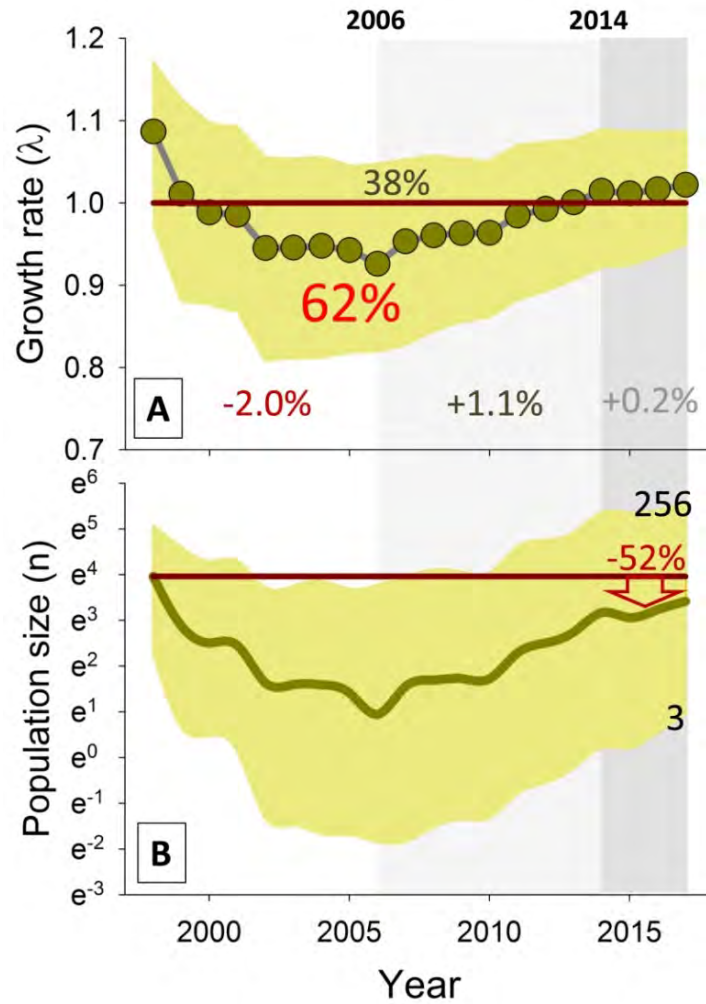 2006 2014
1.2
1.1
1.0
0.9
0.8
0.7
Growth rate (λ)
38%
62%
A
-2.0% +1.1% +0.2%
e⁶
e⁵
e⁴
e³
e²
e¹
e⁰
e⁻¹
e⁻²
e⁻³
Population size (n)
256
-52%
3
B
2000 2005 2010 2015
Year